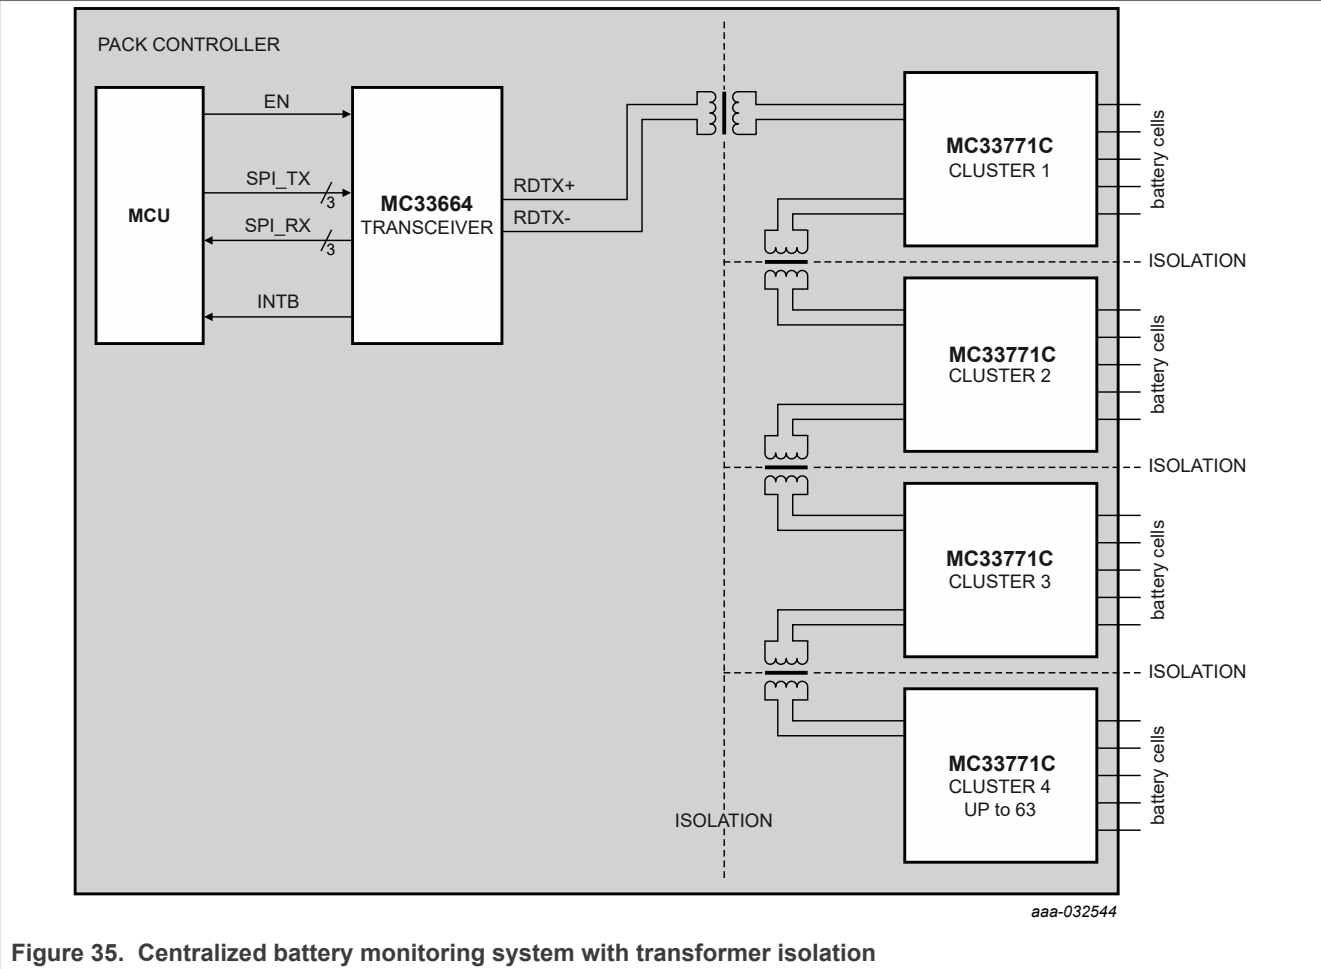 PACK CONTROLLER
MCU
EN
SPI_TX
3
SPI_RX
3
INTB
MC33664
TRANSCEIVER
RDTX+
RDTX-
MC33771C
CLUSTER 1
battery cells
ISOLATION
MC33771C
CLUSTER 2
battery cells
ISOLATION
MC33771C
CLUSTER 3
battery cells
ISOLATION
MC33771C
CLUSTER 4
UP to 63
battery cells
ISOLATION
aaa-032544
Figure 35. Centralized battery monitoring system with transformer isolation